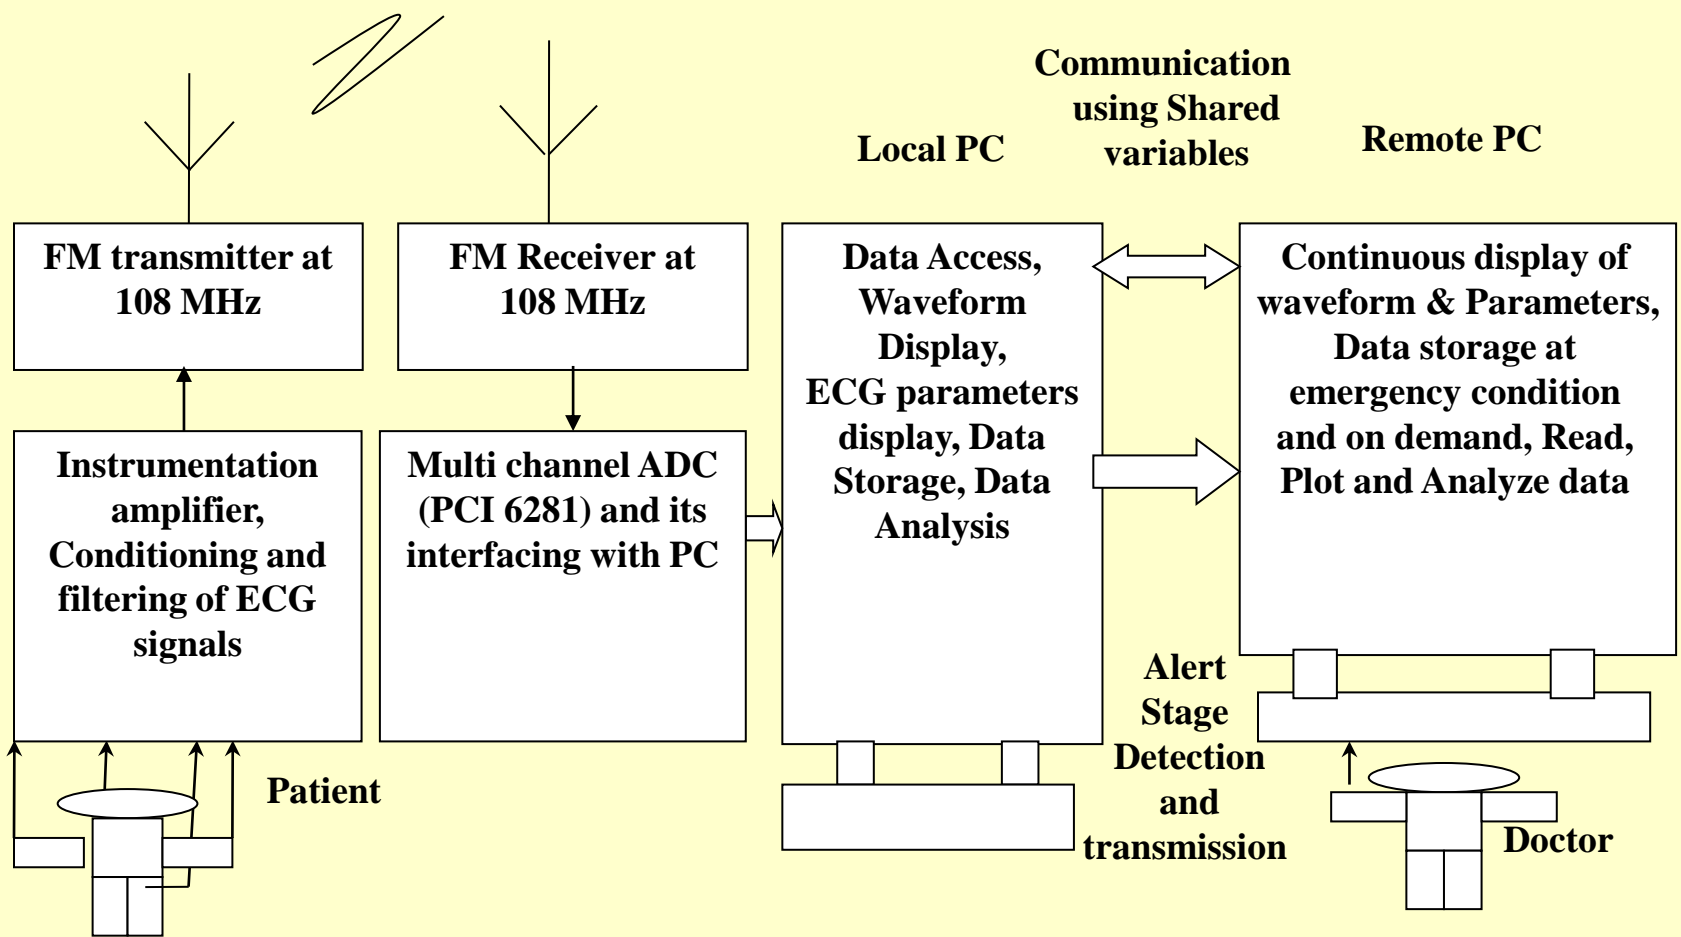 Communication
using Shared
variables
Local PC
Remote PC
FM transmitter at
108 MHz
FM Receiver at
108 MHz
Data Access,
Waveform
Display,
ECG parameters
display, Data
Storage, Data
Analysis
Continuous display of
waveform & Parameters,
Data storage at
emergency condition
and on demand, Read,
Plot and Analyze data
Instrumentation
amplifier,
Conditioning and
filtering of ECG
signals
Multi channel ADC
(PCI 6281) and its
interfacing with PC
Alert
Stage
Detection
and
transmission
Patient
Doctor